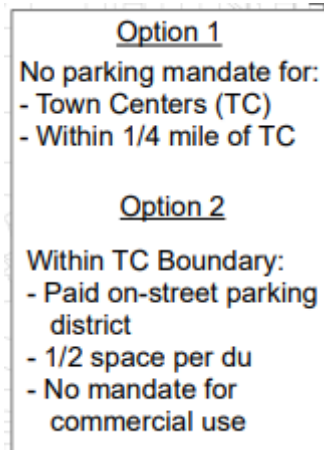 Option 1
No parking mandate for:
- Town Centers (TC)
- Within 1/4 mile of TC
Option 2
Within TC Boundary:
- Paid on-street parking
district
- 1/2 space per du
- No mandate for
commercial use